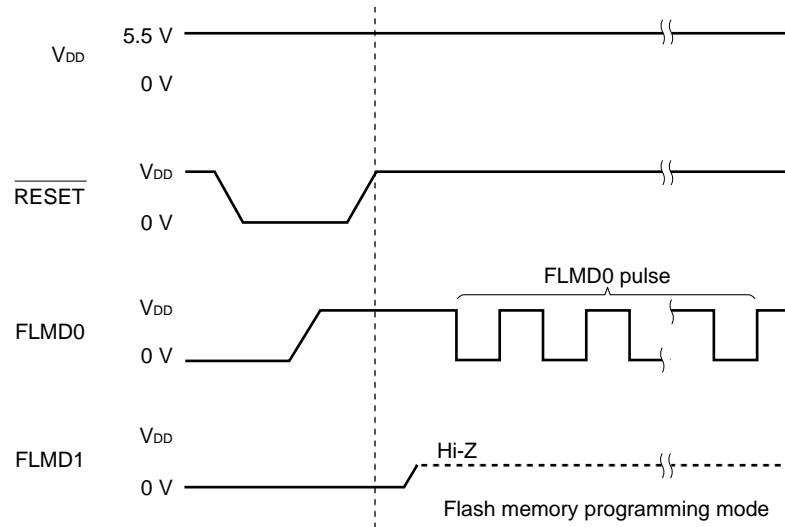 5.5 V
VDD
0 V
VDD
RESET
0 V
FLMD0 pulse
VDD
FLMD0
0 V
VDD
Hi-Z
FLMD1
0 V
Flash memory programming mode